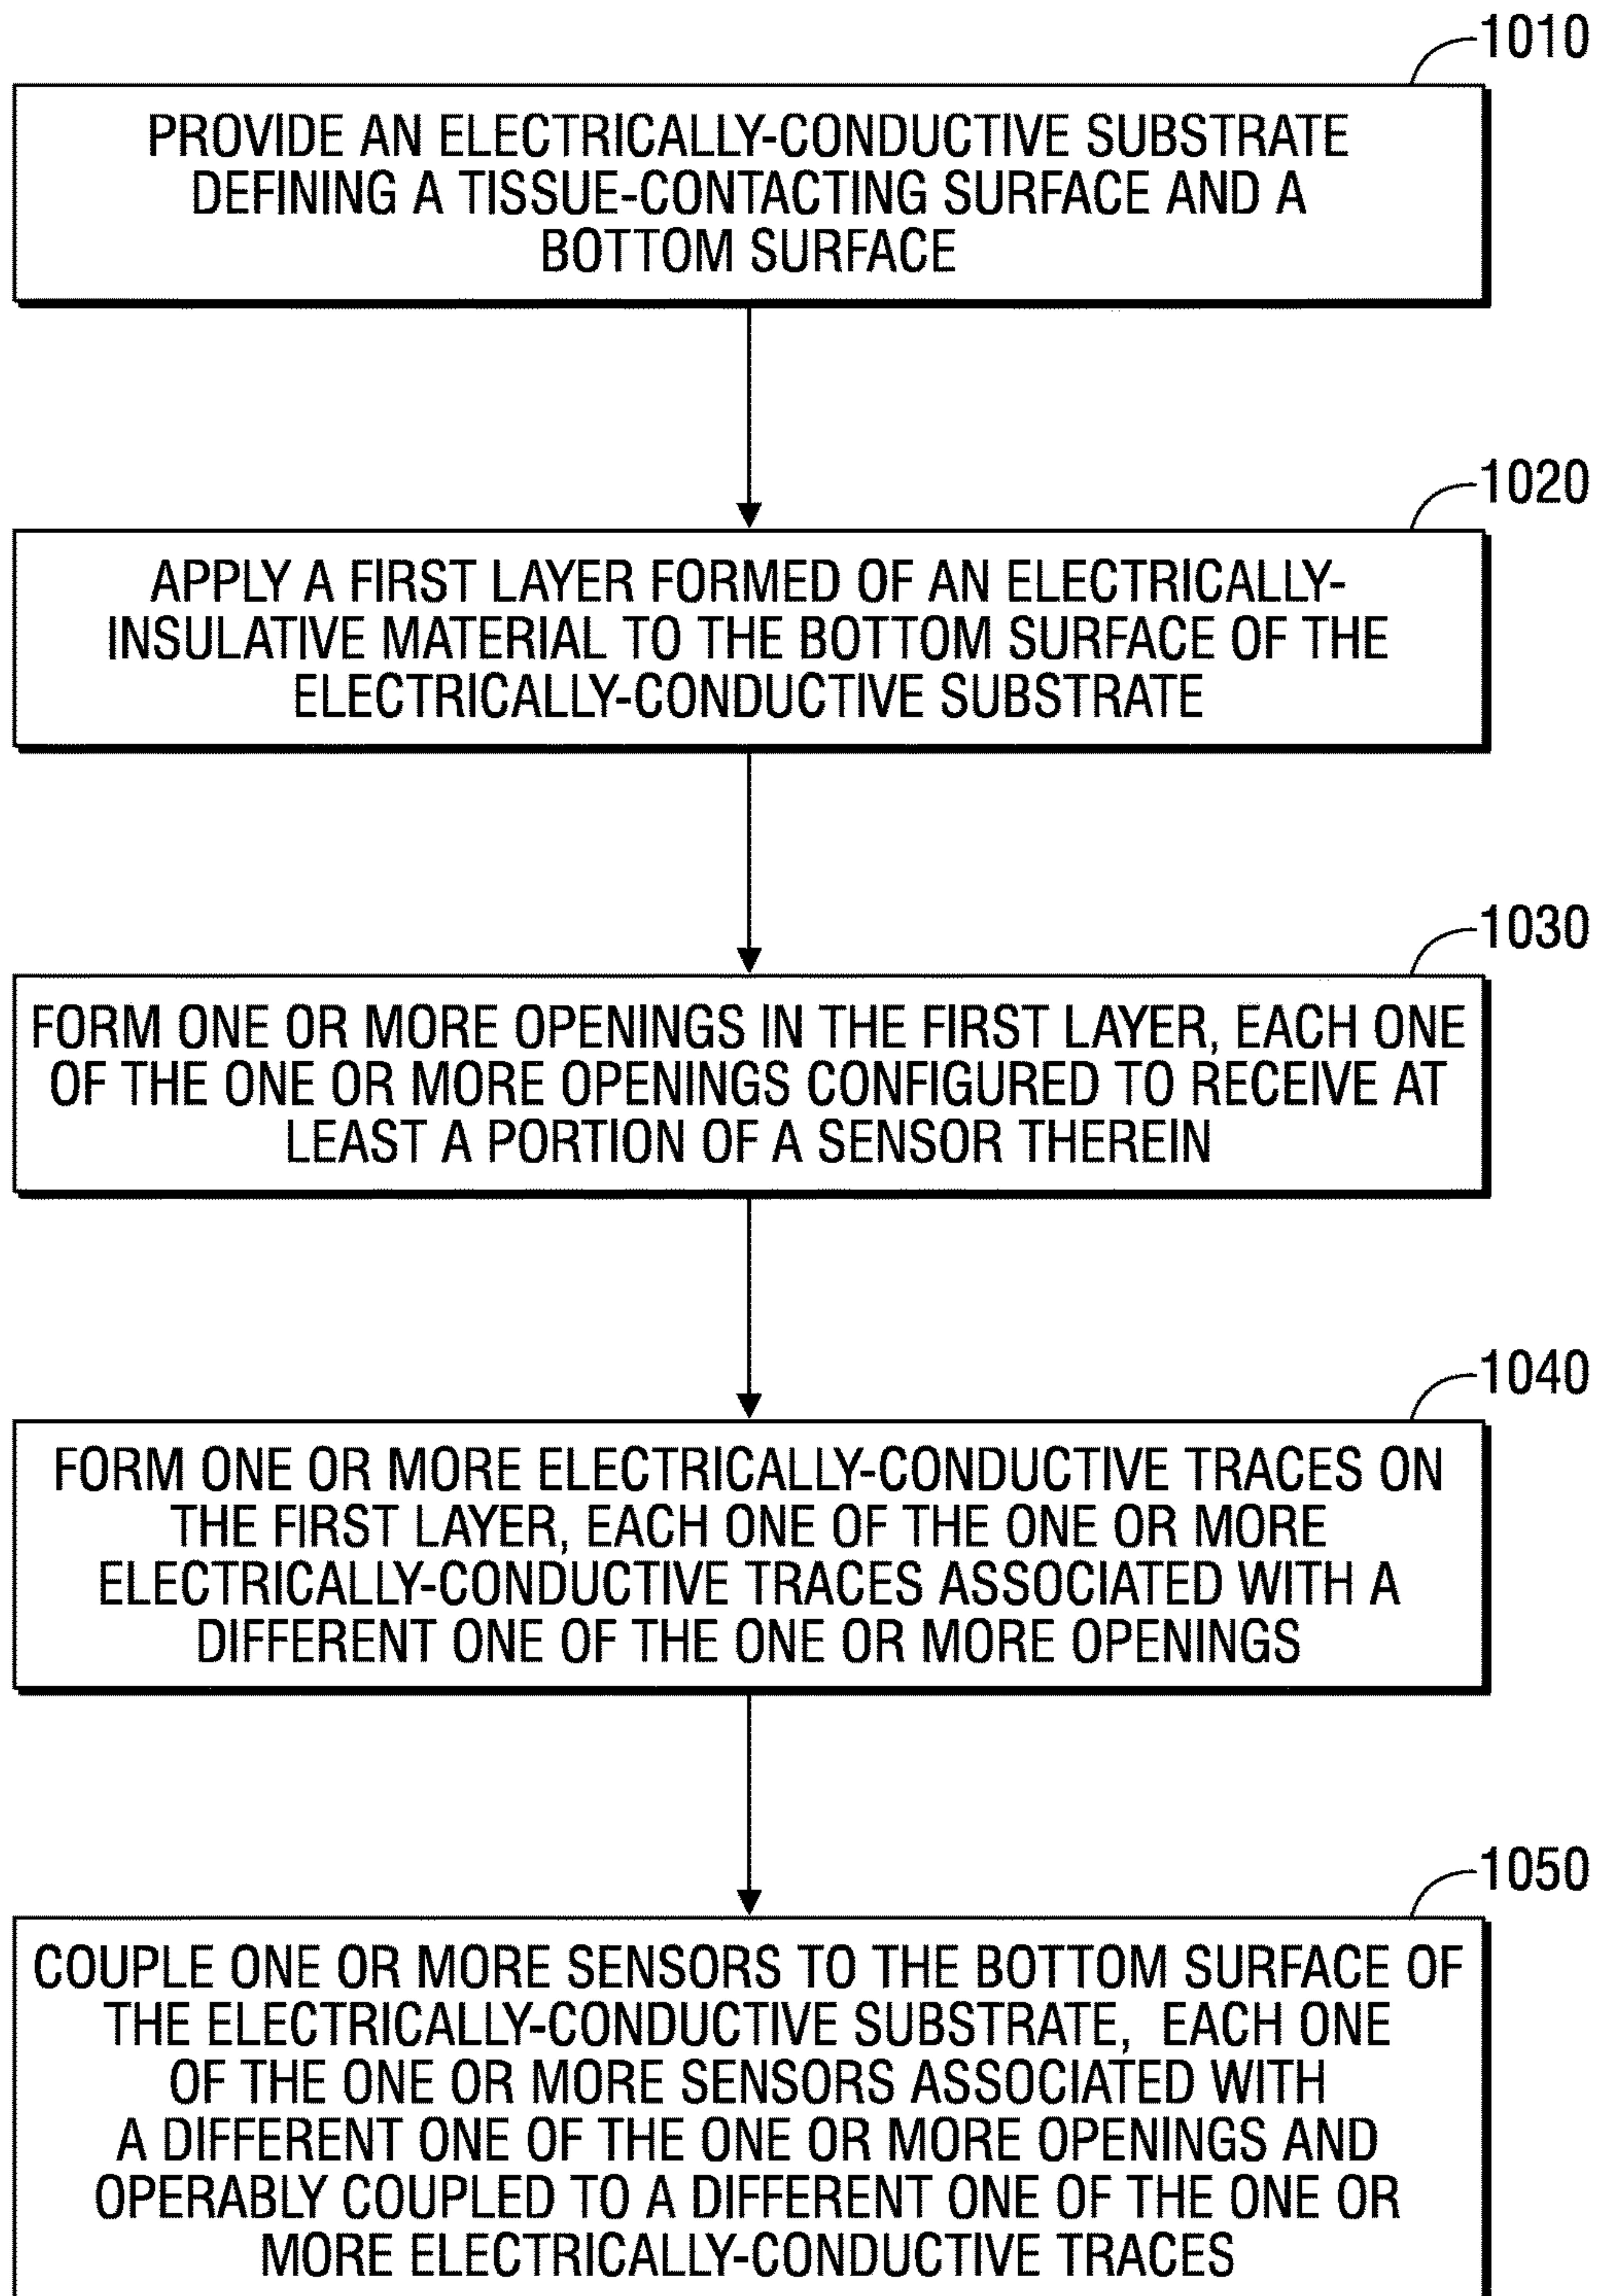 1010
PROVIDE AN ELECTRICALLY-CONDUCTIVE SUBSTRATE
DEFINING A TISSUE-CONTACTING SURFACE AND A
BOTTOM SURFACE
1020
APPLY A FIRST LAYER FORMED OF AN ELECTRICALLY-
INSULATIVE MATERIAL TO THE BOTTOM SURFACE OF THE
ELECTRICALLY-CONDUCTIVE SUBSTRATE
1030
FORM ONE OR MORE OPENINGS IN THE FIRST LAYER, EACH ONE
OF THE ONE OR MORE OPENINGS CONFIGURED TO RECEIVE AT
LEAST A PORTION OF A SENSOR THEREIN
1040
FORM ONE OR MORE ELECTRICALLY-CONDUCTIVE TRACES ON
THE FIRST LAYER, EACH ONE OF THE ONE OR MORE
ELECTRICALLY-CONDUCTIVE TRACES ASSOCIATED WITH A
DIFFERENT ONE OF THE ONE OR MORE OPENINGS
1050
COUPLE ONE OR MORE SENSORS TO THE BOTTOM SURFACE OF
THE ELECTRICALLY-CONDUCTIVE SUBSTRATE, EACH ONE
OF THE ONE OR MORE SENSORS ASSOCIATED WITH
A DIFFERENT ONE OF THE ONE OR MORE OPENINGS AND
OPERABLY COUPLED TO A DIFFERENT ONE OF THE ONE OR
MORE ELECTRICALLY-CONDUCTIVE TRACES